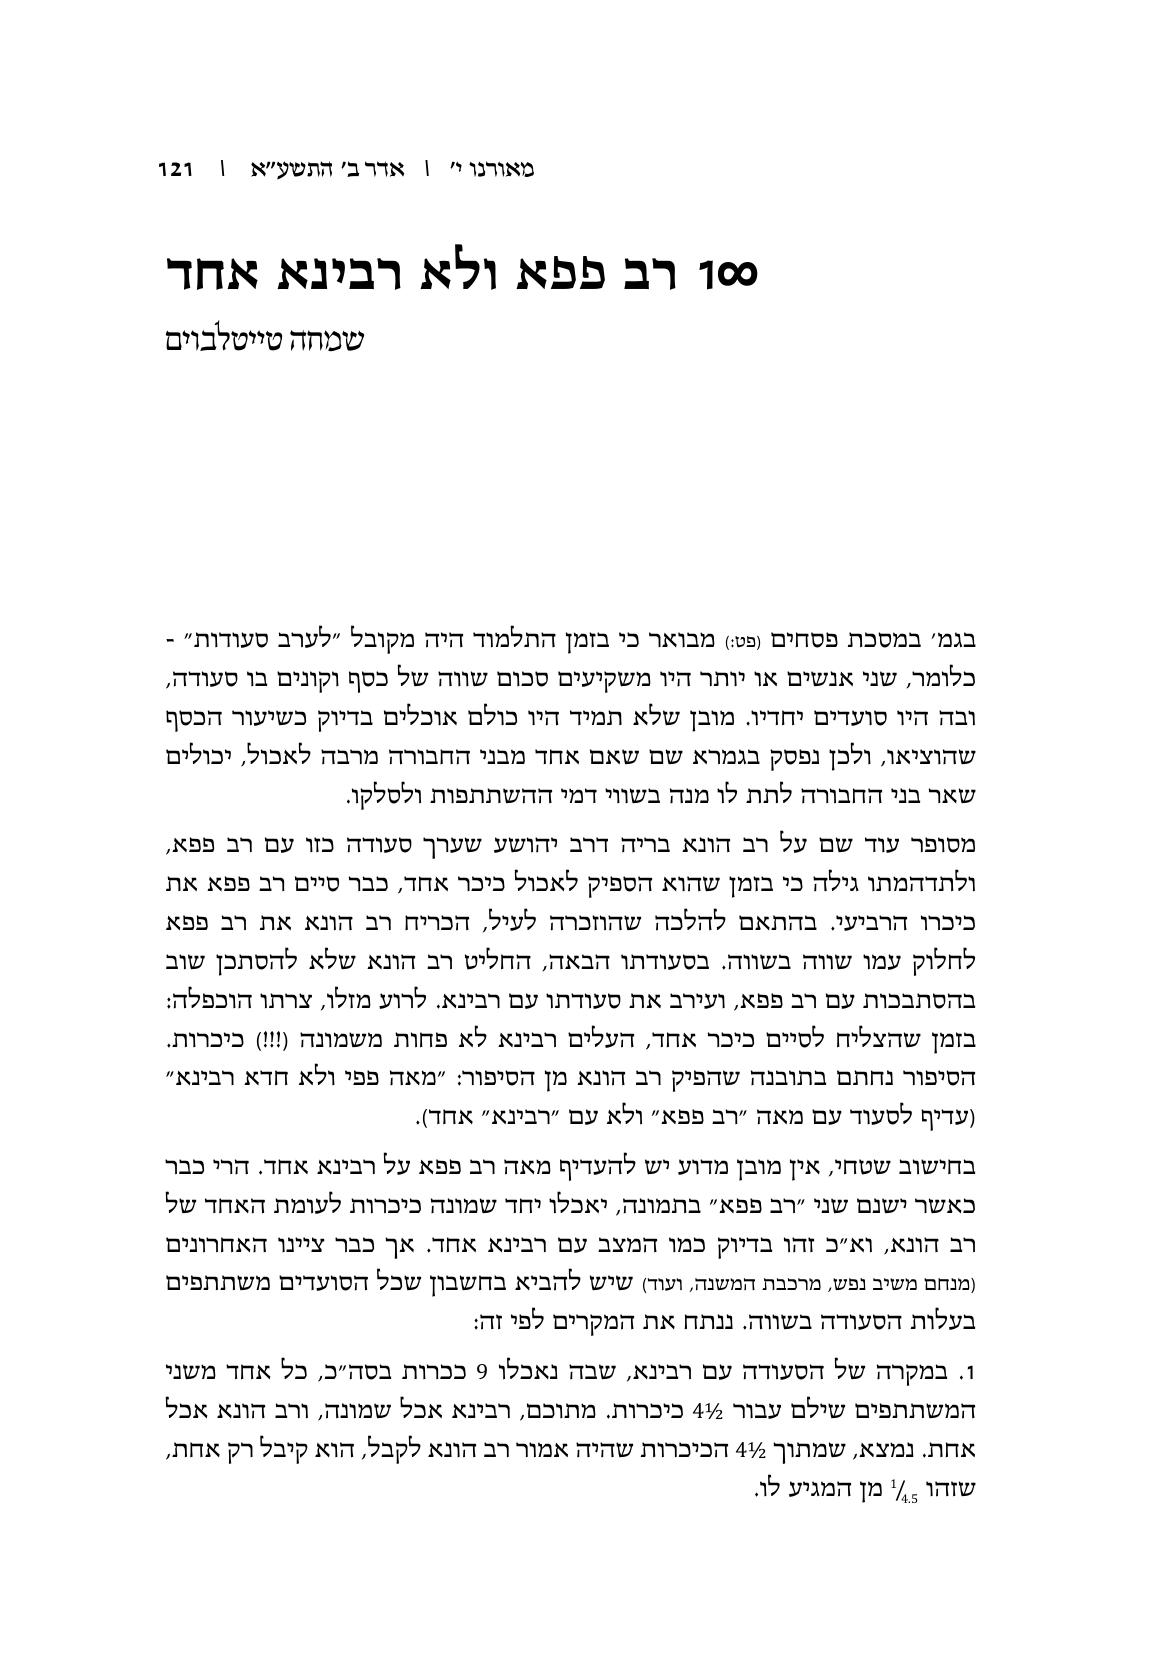 מאורנו י׳ \ אדר ב׳ התשע״א \ 121
1∞ רב פפא ולא רבינא אחד
שמחה טייטלבוים
בגמ׳ במסכת פסחים (פט:) מבואר כי בזמן התלמוד היה מקובל ״לערב סעודות״ -
כלומר, שני אנשים או יותר היו משקיעים סכום שווה של כסף וקונים בו סעודה,
ובה היו סועדים יחדיו. מובן שלא תמיד היו כולם אוכלים בדיוק כשיעור הכסף
שהוציאו, ולכן נפסק בגמרא שם שאם אחד מבני החבורה מרבה לאכול, יכולים
שאר בני החבורה לתת לו מנה בשווי דמי ההשתתפות ולסלקו.
מסופר עוד שם על רב הונא בריה דרב יהושע שערך סעודה כזו עם רב פפא,
ולתדהמתו גילה כי בזמן שהוא הספיק לאכול כיכר אחד, כבר סיים רב פפא את
כיכרו הרביעי. בהתאם להלכה שהוזכרה לעיל, הכריח רב הונא את רב פפא
לחלוק עמו שווה בשווה. בסעודתו הבאה, החליט רב הונא שלא להסתכן שוב
בהסתבכות עם רב פפא, ועירב את סעודתו עם רבינא. לרוע מזלו, צרתו הוכפלה:
בזמן שהצליח לסיים כיכר אחד, העלים רבינא לא פחות משמונה (!!!) כיכרות.
הסיפור נחתם בתובנה שהפיק רב הונא מן הסיפור: ״מאה פפי ולא חדא רבינא״
(עדיף לסעוד עם מאה ״רב פפא״ ולא עם ״רבינא״ אחד).
בחישוב שטחי, אין מובן מדוע יש להעדיף מאה רב פפא על רבינא אחד. הרי כבר
כאשר ישנם שני ״רב פפא״ בתמונה, יאכלו יחד שמונה כיכרות לעומת האחד של
רב הונא, וא״כ זהו בדיוק כמו המצב עם רבינא אחד. אך כבר ציינו האחרונים
(מנחם משיב נפש, מרכבת המשנה, ועוד) שיש להביא בחשבון שכל הסועדים משתתפים
בעלות הסעודה בשווה. ננתח את המקרים לפי זה:
1. במקרה של הסעודה עם רבינא, שבה נאכלו 9 ככרות בסה״כ, כל אחד משני
המשתתפים שילם עבור 4½ כיכרות. מתוכם, רבינא אכל שמונה, ורב הונא אכל
אחת. נמצא, שמתוך 4½ הכיכרות שהיה אמור רב הונא לקבל, הוא קיבל רק אחת,
שזהו 1/4.5 מן המגיע לו.